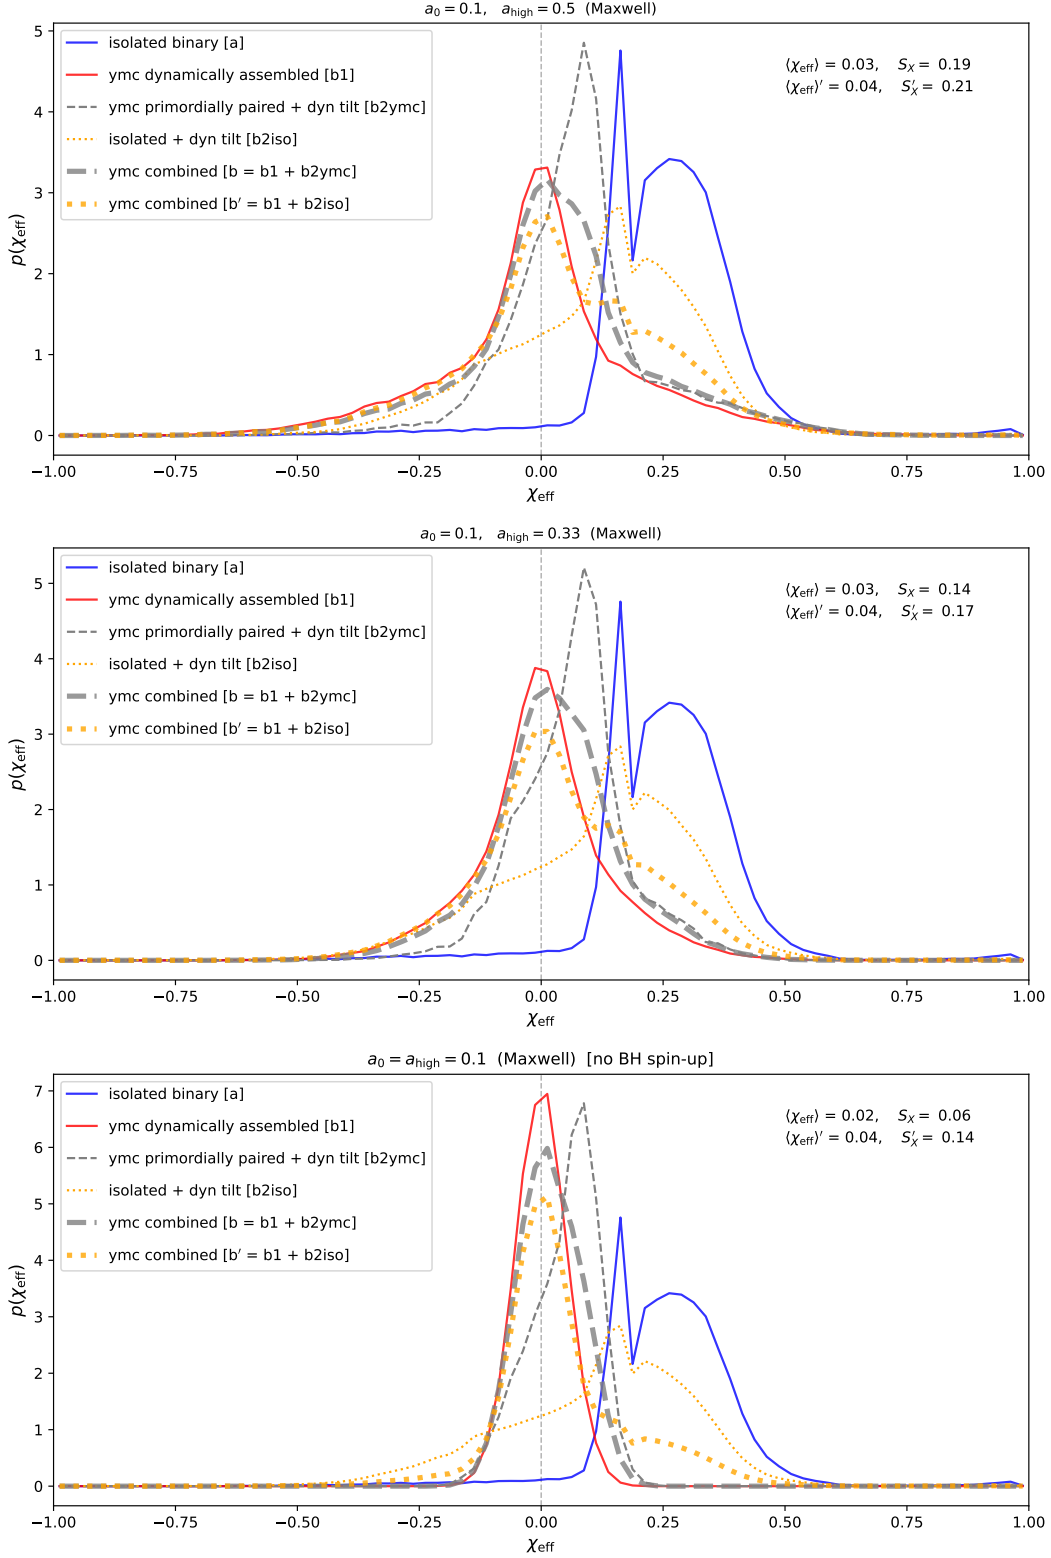 a₀ = 0.1, a_high = 0.5 (Maxwell)
isolated binary [a]
ymc dynamically assembled [b1]
ymc primordially paired + dyn tilt [b2ymc]
isolated + dyn tilt [b2iso]
ymc combined [b = b1 + b2ymc]
ymc combined [b′ = b1 + b2iso]
⟨χ_eff⟩ = 0.03, S_X = 0.19
⟨χ_eff⟩′ = 0.04, S′_X = 0.21
p(χ_eff)
5
4
3
2
1
0
−1.00 −0.75 −0.50 −0.25 0.00 0.25 0.50 0.75 1.00
χ_eff
a₀ = 0.1, a_high = 0.33 (Maxwell)
isolated binary [a]
ymc dynamically assembled [b1]
ymc primordially paired + dyn tilt [b2ymc]
isolated + dyn tilt [b2iso]
ymc combined [b = b1 + b2ymc]
ymc combined [b′ = b1 + b2iso]
⟨χ_eff⟩ = 0.03, S_X = 0.14
⟨χ_eff⟩′ = 0.04, S′_X = 0.17
p(χ_eff)
5
4
3
2
1
0
−1.00 −0.75 −0.50 −0.25 0.00 0.25 0.50 0.75 1.00
χ_eff
a₀ = a_high = 0.1 (Maxwell) [no BH spin-up]
isolated binary [a]
ymc dynamically assembled [b1]
ymc primordially paired + dyn tilt [b2ymc]
isolated + dyn tilt [b2iso]
ymc combined [b = b1 + b2ymc]
ymc combined [b′ = b1 + b2iso]
⟨χ_eff⟩ = 0.02, S_X = 0.06
⟨χ_eff⟩′ = 0.04, S′_X = 0.14
p(χ_eff)
7
6
5
4
3
2
1
0
−1.00 −0.75 −0.50 −0.25 0.00 0.25 0.50 0.75 1.00
χ_eff